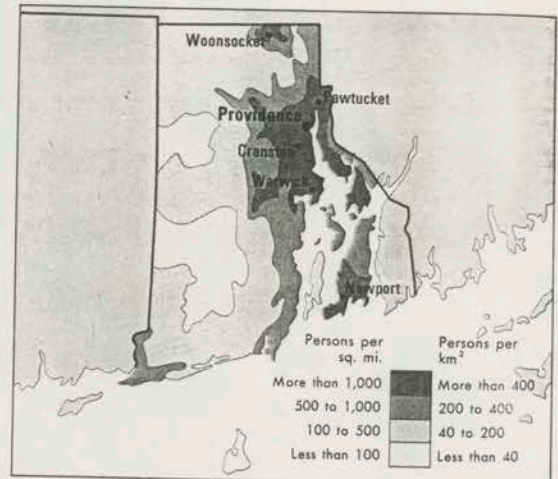 Woonsocket
Pawtucket
Providence
Cranston
Warwick
Newport
Persons per sq. mi.
Persons per km²
More than 1,000 More than 400
500 to 1,000 200 to 400
100 to 500 40 to 200
Less than 100 Less than 40